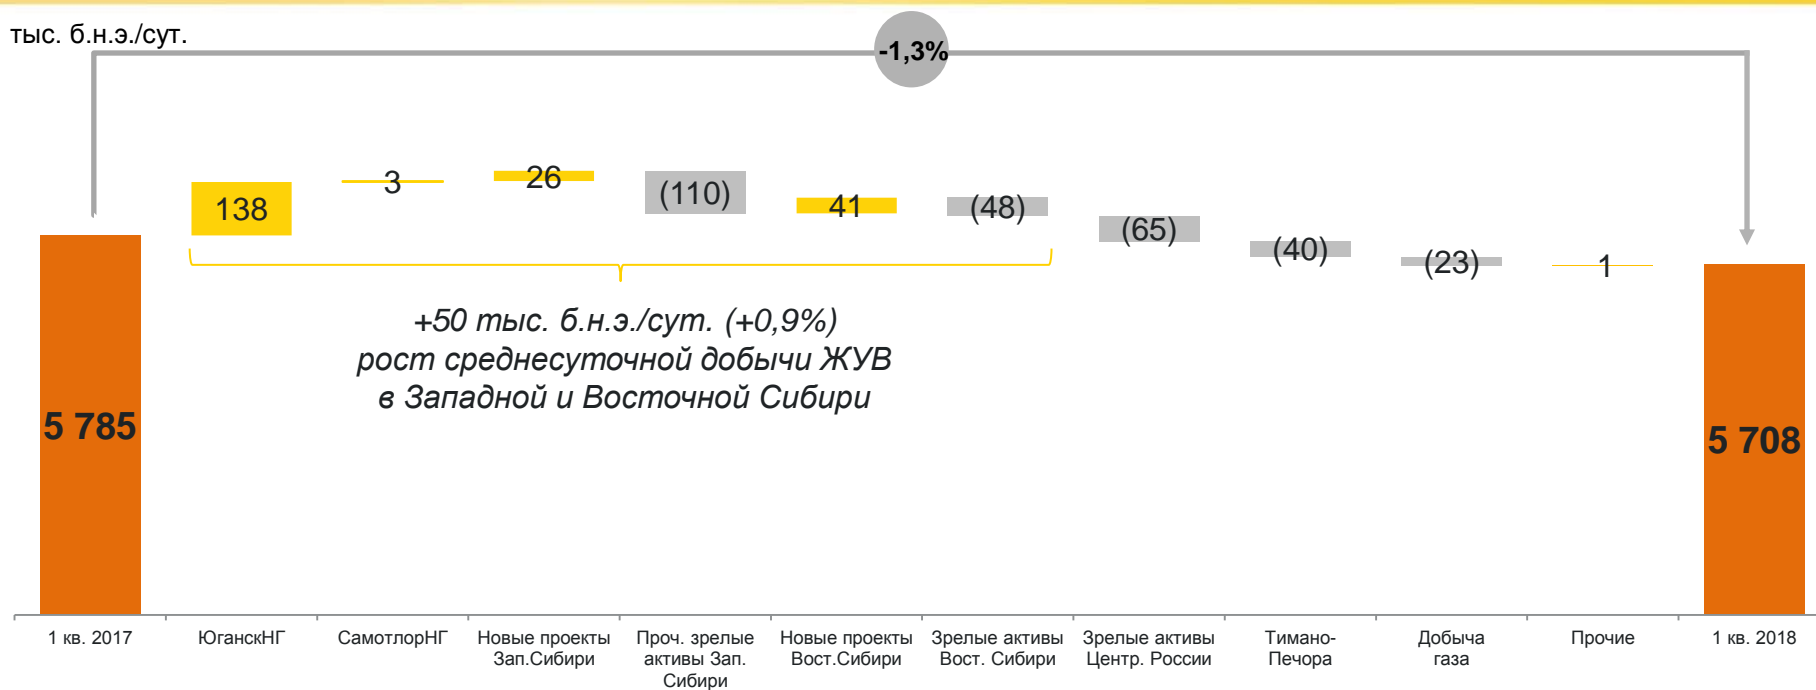 тыс. б.н.э./сут.
-1,3%
138
3
26
(110)
41
(48)
(65)
(40)
(23)
1
+50 тыс. б.н.э./сут. (+0,9%)
рост среднесуточной добычи ЖУВ
в Западной и Восточной Сибири
5 785
5 708
1 кв. 2017
ЮганскНГ
СамотлорНГ
Новые проекты
Зап.Сибири
Проч. зрелые
активы Зап.
Сибири
Новые проекты
Вост.Сибири
Зрелые активы
Вост. Сибири
Зрелые активы
Центр. России
Тимано-
Печора
Добыча
газа
Прочие
1 кв. 2018